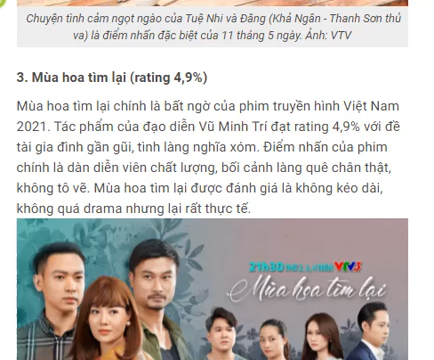 Chuyện tình cảm ngọt ngào của Tuệ Nhi và Đăng (Khả Ngân - Thanh Sơn thủ
va) là điểm nhấn đặc biệt của 11 tháng 5 ngày. Ảnh: VTV
3. Mùa hoa tìm lại (rating 4,9%)
Mùa hoa tìm lại chính là bất ngờ của phim truyền hình Việt Nam
2021. Tác phẩm của đạo diễn Vũ Minh Trí đạt rating 4,9% với đề
tài gia đình gần gũi, tình làng nghĩa xóm. Điểm nhấn của phim
chính là dàn diễn viên chất lượng, bối cảnh làng quê chân thật,
không tô vẽ. Mùa hoa tìm lại được đánh giá là không kéo dài,
không quá drama nhưng lại rất thực tế.
21h30 VTV3
Mùa hoa tìm lại